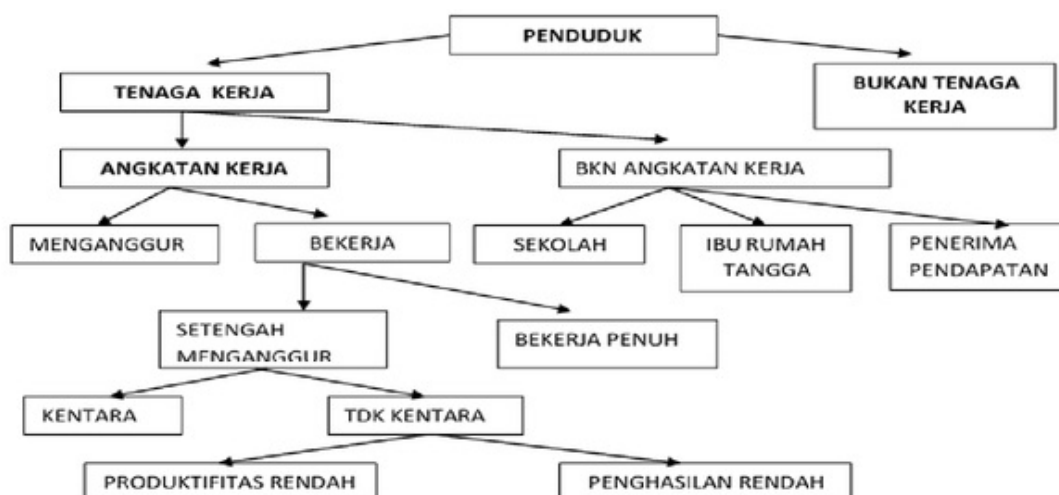 PENDUDUK
TENAGA KERJA
BUKAN TENAGA
KERJA
ANGKATAN KERJA
BKN ANGKATAN KERJA
MENGANGGUR
BEKERJA
SEKOLAH
IBU RUMAH
TANGGA
PENERIMA
PENDAPATAN
SETENGAH
MENGANGGUR
BEKERJA PENUH
KENTARA
TDK KENTARA
PRODUKTIFITAS RENDAH
PENGHASILAN RENDAH